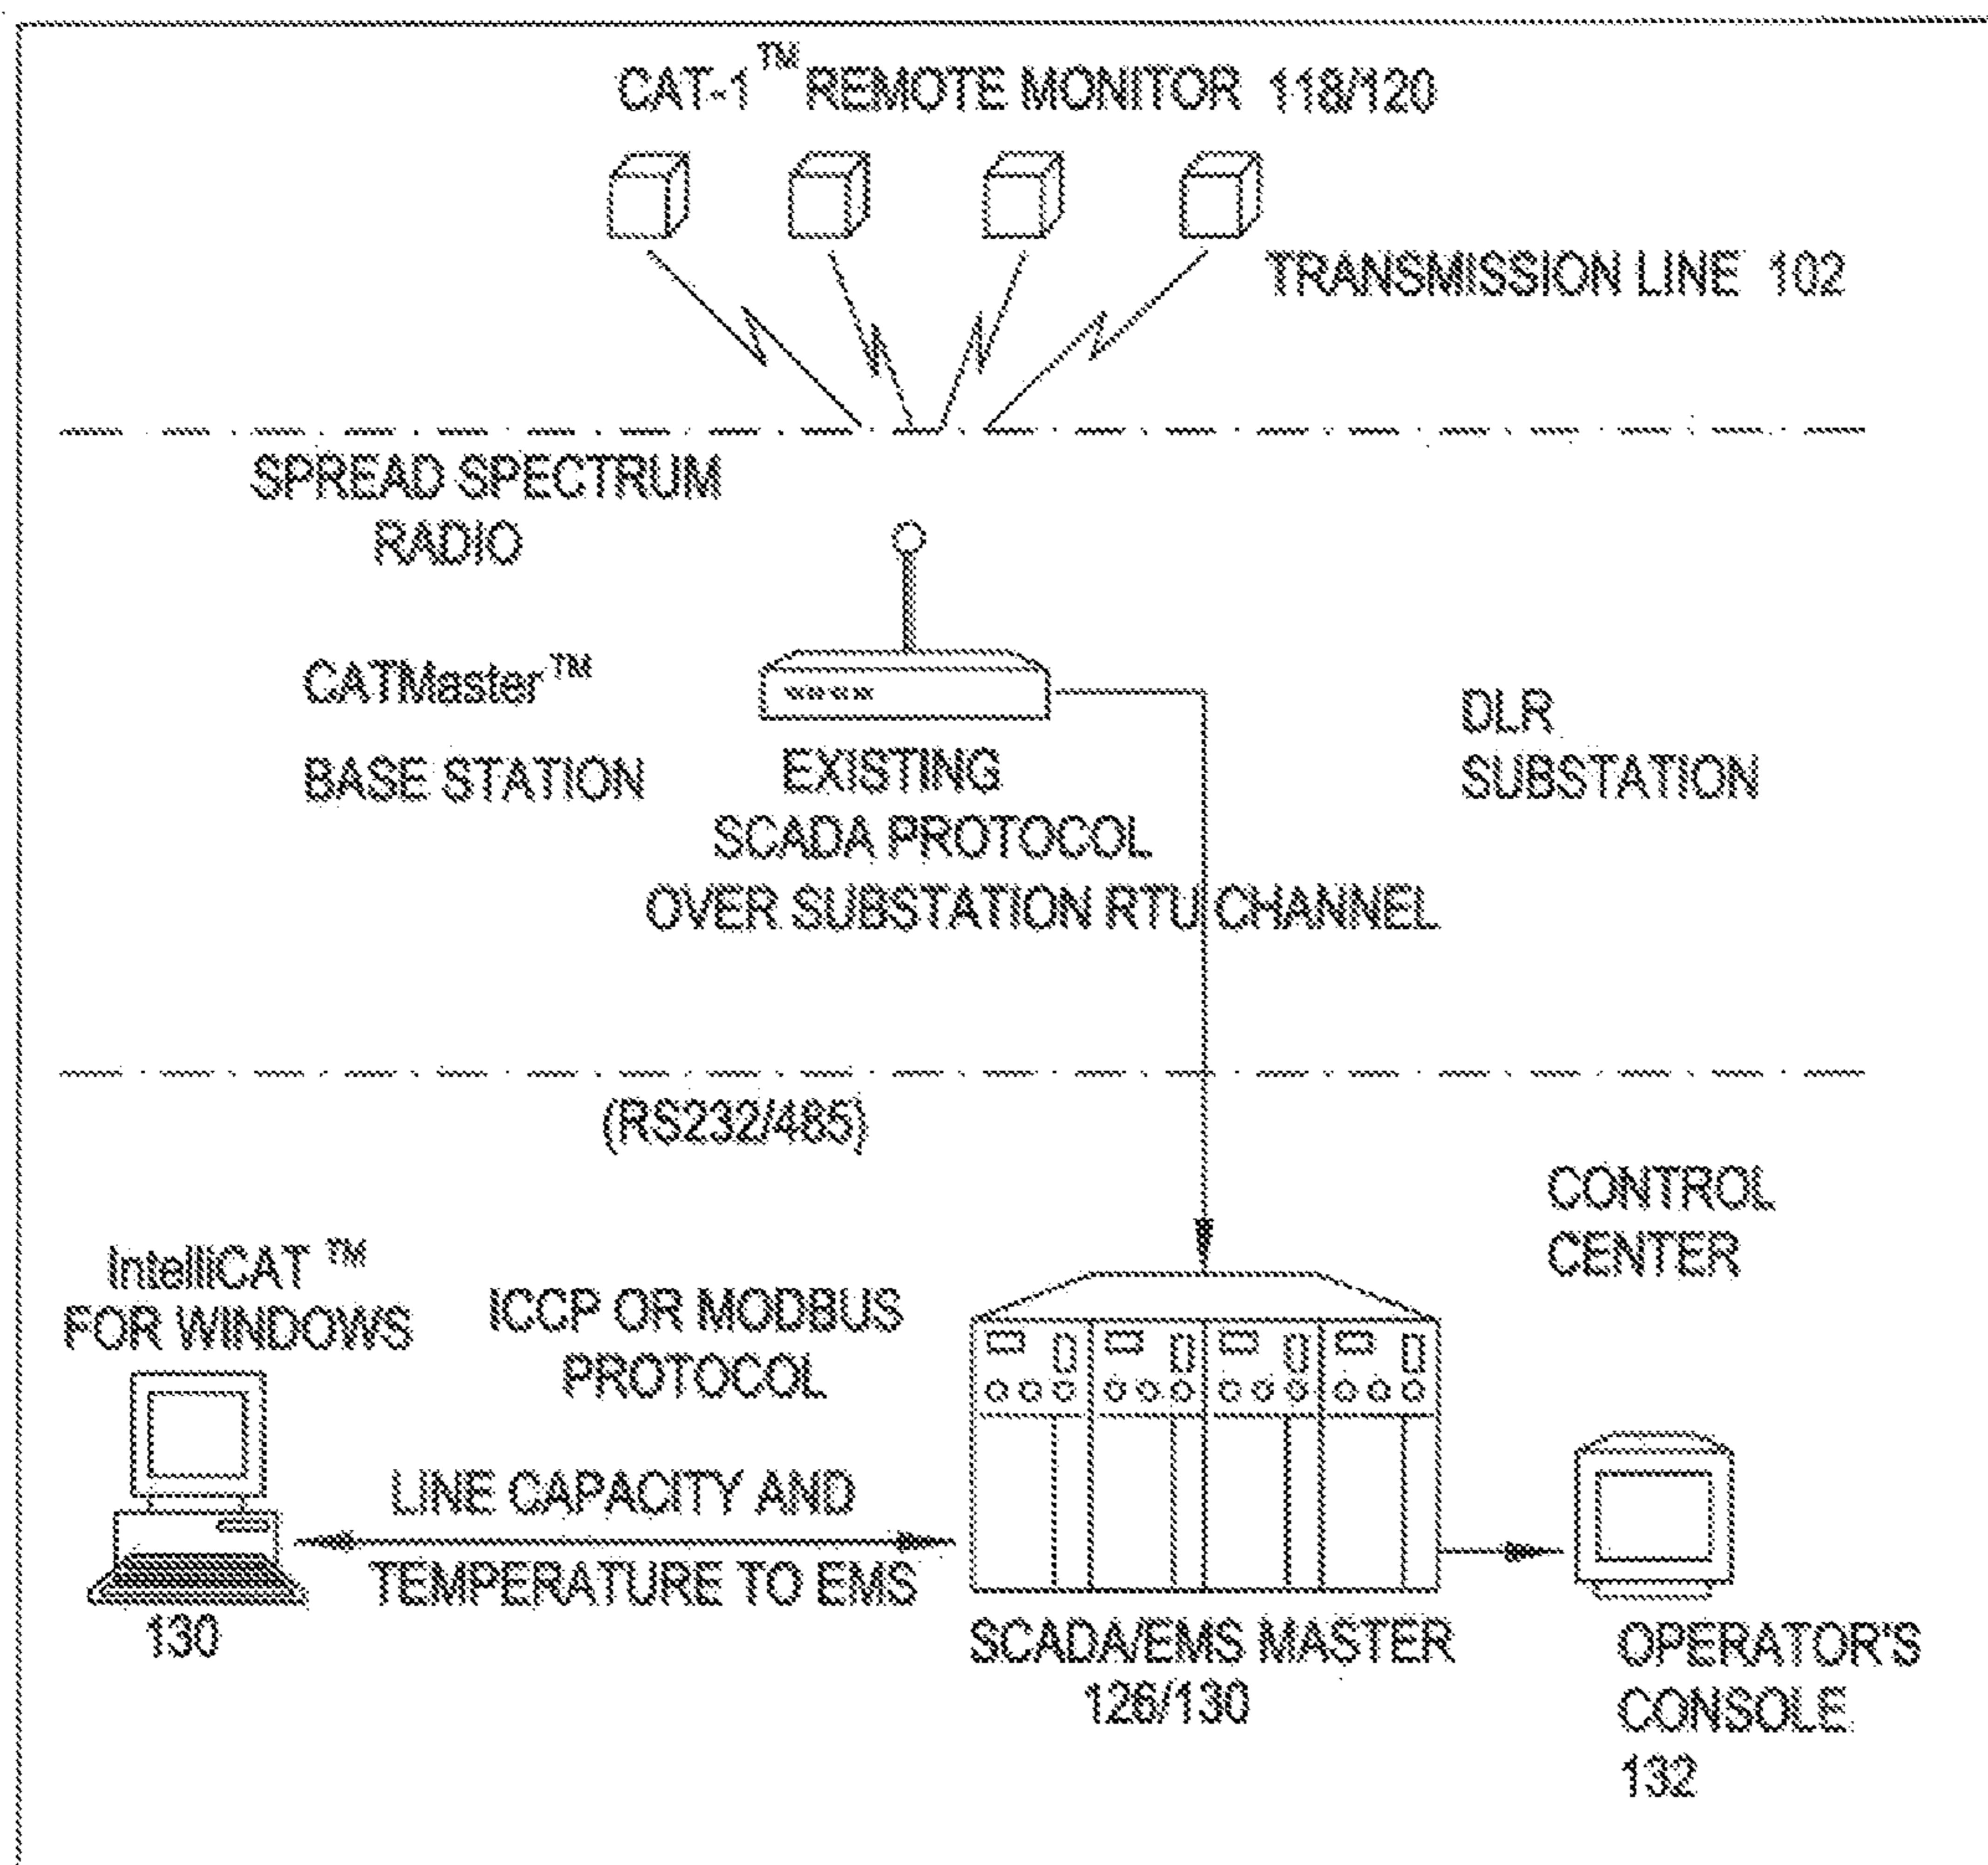 CAT-1™ REMOTE MONITOR 118/120
TRANSMISSION LINE 102
SPREAD SPECTRUM
RADIO
CATMaster™
BASE STATION
EXISTING
SCADA PROTOCOL
OVER SUBSTATION RTU CHANNEL
DLR
SUBSTATION
(RS232/485)
CONTROL
CENTER
IntelliCAT™
FOR WINDOWS
ICCP OR MODBUS
PROTOCOL
LINE CAPACITY AND
TEMPERATURE TO EMS
130
SCADA/EMS MASTER
126/130
OPERATOR'S
CONSOLE
132